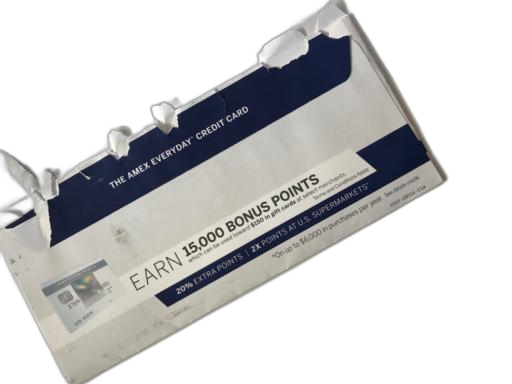 THE AMEX EVERYDAY® CREDIT CARD
EARN 15,000 BONUS POINTS
which can be used toward $150 in gift cards at select merchants.
Terms and Conditions Apply
20% EXTRA POINTS | 2X POINTS AT U.S. SUPERMARKETS*
*On up to $6,000 in purchases per year. See details inside.